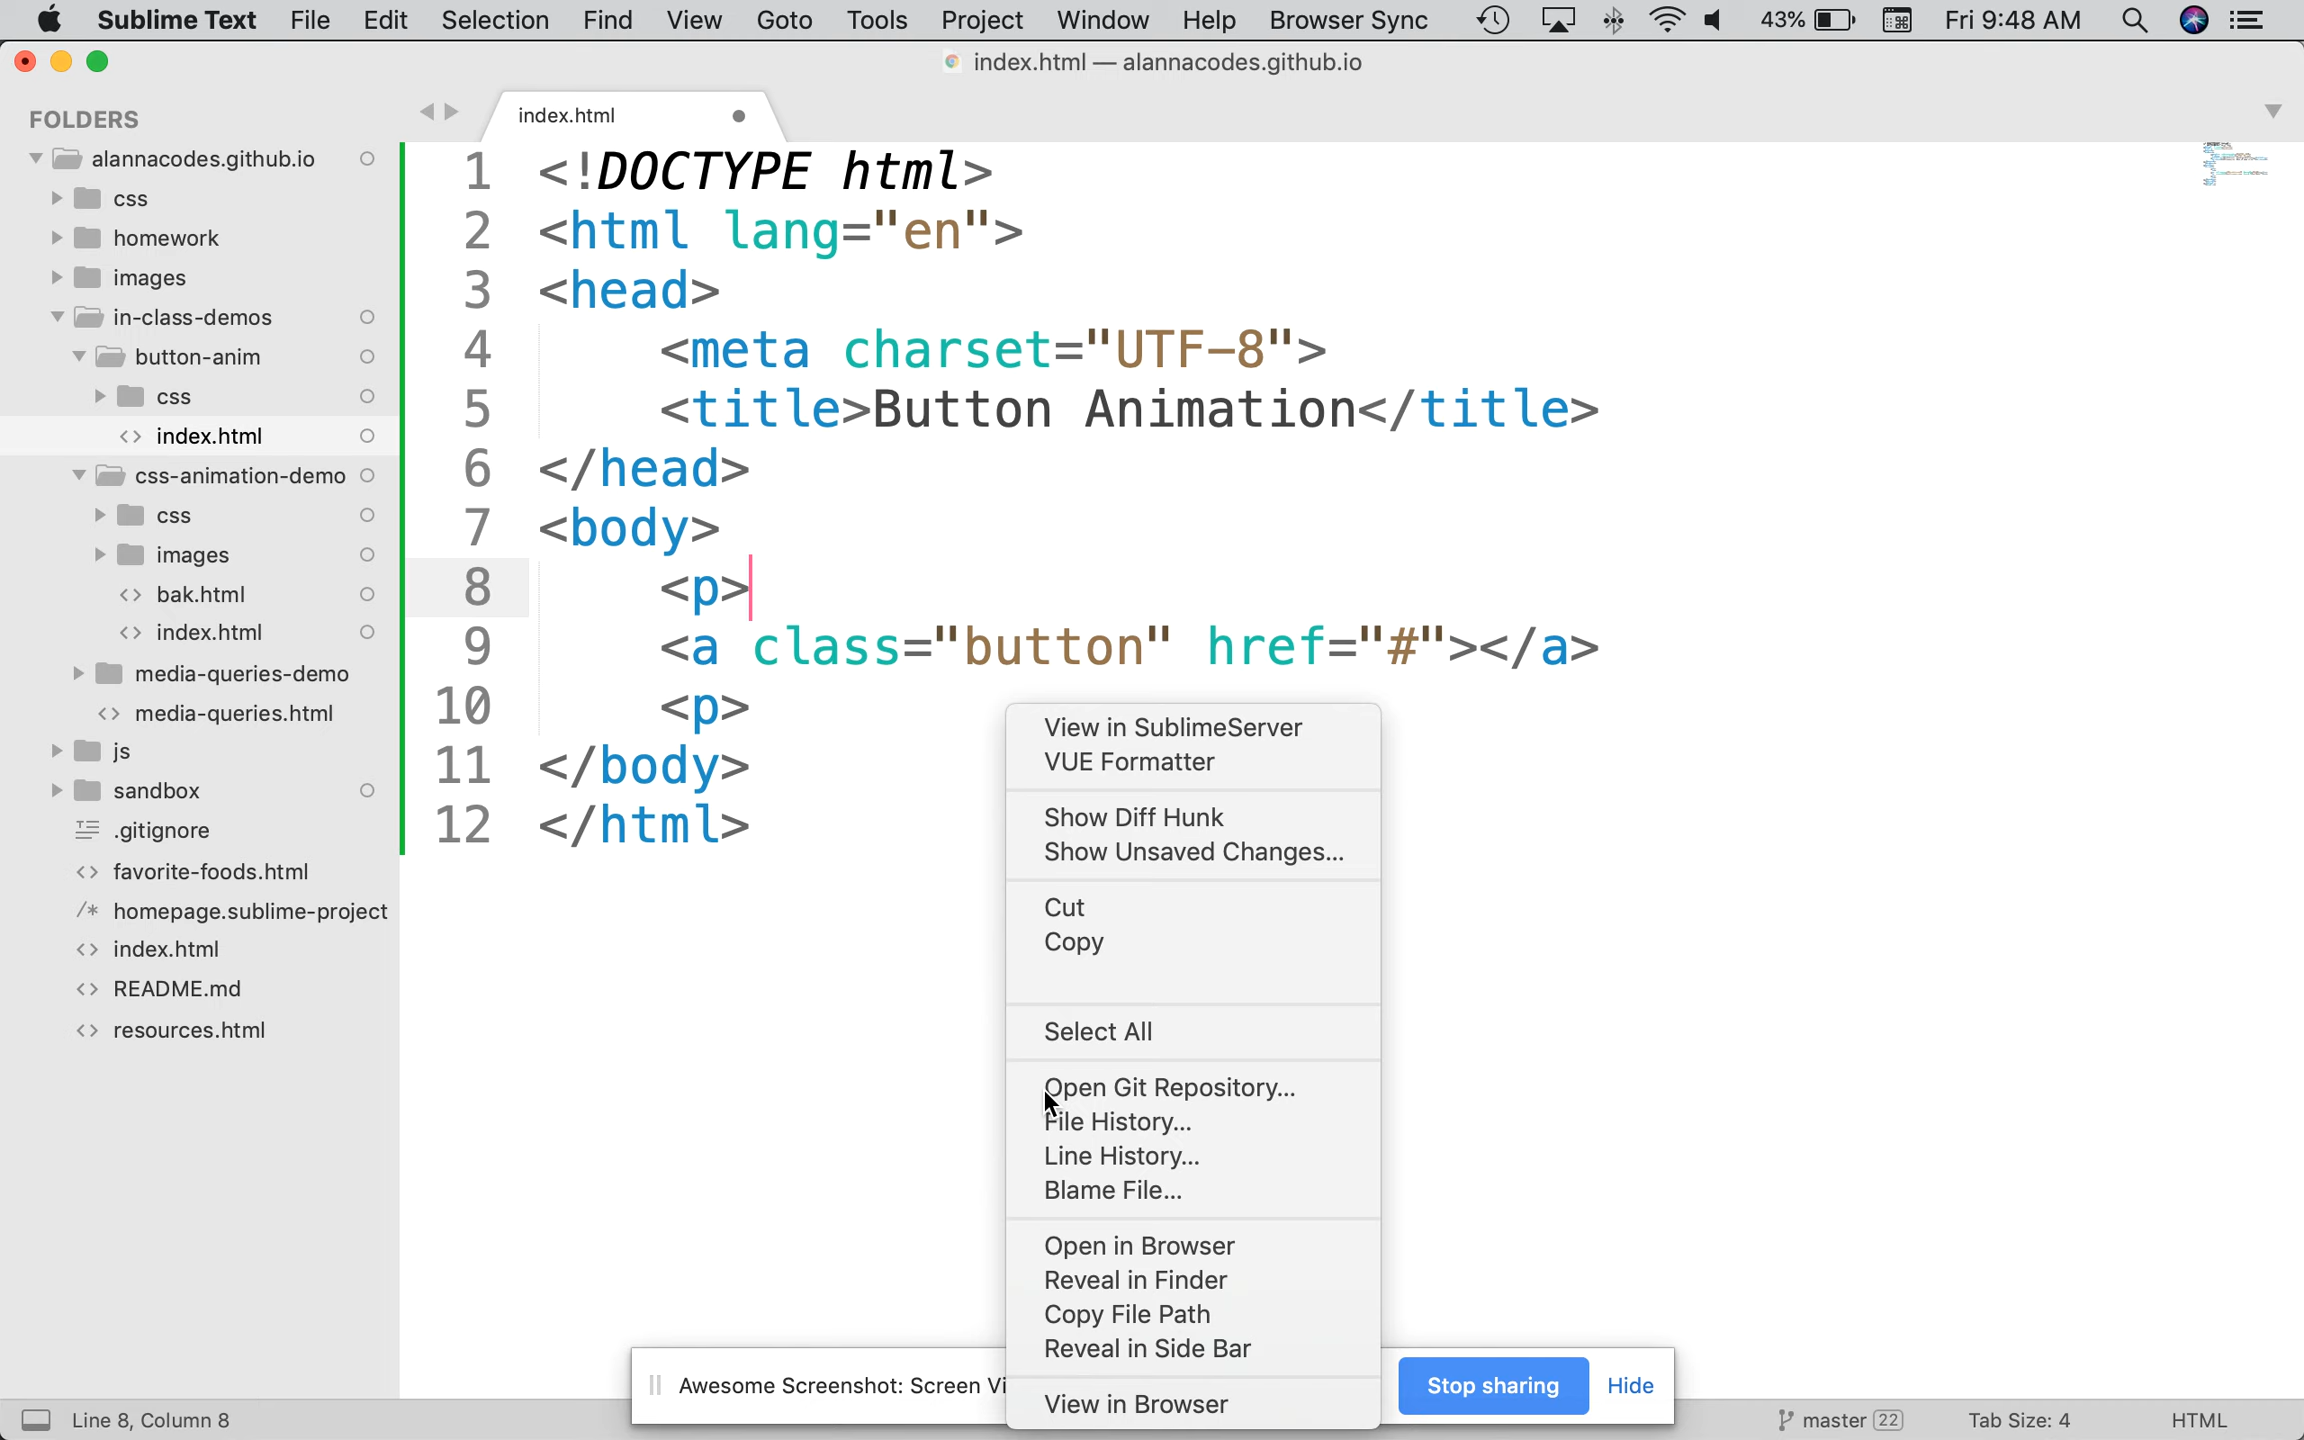 Sublime Text File Edit Selection Find View Goto Tools Project Window Help Browser Sync 43% Fri 9:48 AM
index.html — alannacodes.github.io
FOLDERS
alannacodes.github.io
css
homework
images
in-class-demos
button-anim
css
index.html
css-animation-demo
css
images
bak.html
index.html
media-queries-demo
media-queries.html
js
sandbox
.gitignore
favorite-foods.html
homepage.sublime-project
index.html
README.md
resources.html
index.html
1 <!DOCTYPE html>
2 <html lang="en">
3 <head>
4 <meta charset="UTF-8">
5 <title>Button Animation</title>
6 </head>
7 <body>
8 <p>
9 <a class="button" href="#"></a>
10 <p>
11 </body>
12 </html>
View in SublimeServer
VUE Formatter
Show Diff Hunk
Show Unsaved Changes...
Cut
Copy
Select All
Open Git Repository...
File History...
Line History...
Blame File...
Open in Browser
Reveal in Finder
Copy File Path
Reveal in Side Bar
View in Browser
Awesome Screenshot: Screen Vi
Stop sharing Hide
Line 8, Column 8
master 22 Tab Size: 4 HTML